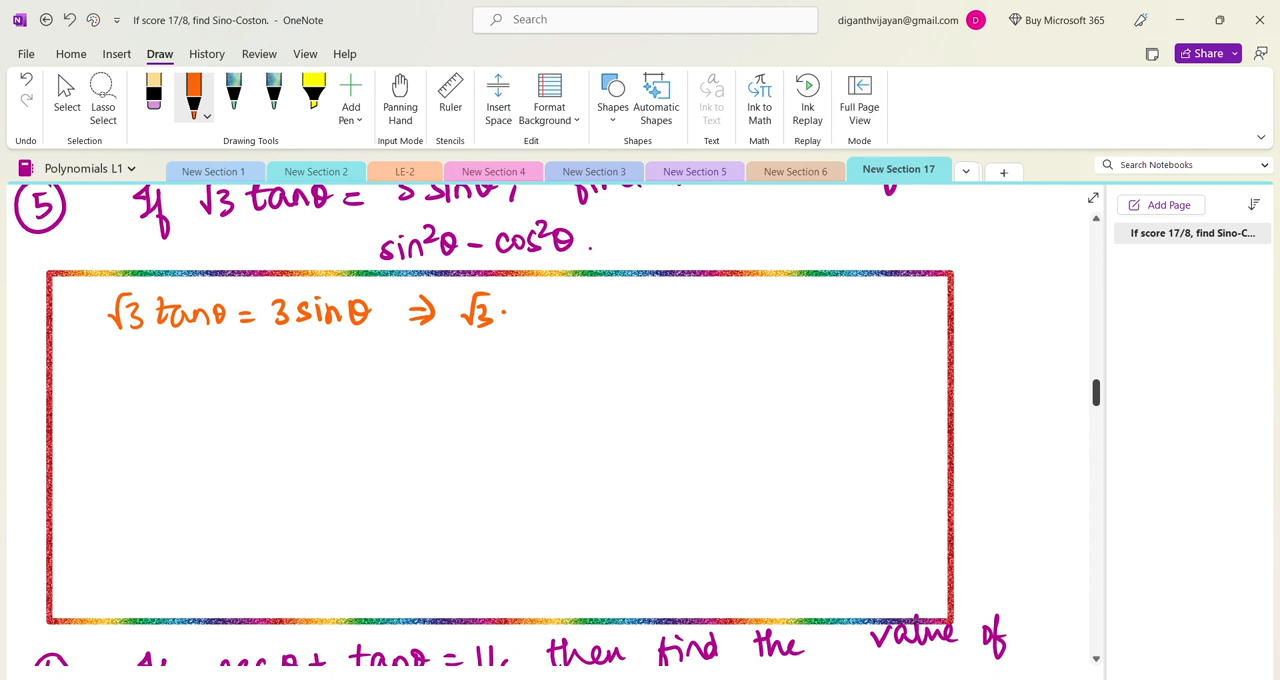 If score 17/8, find Sino-Coston. - OneNote
Search
diganthvijayan@gmail.com
D
Buy Microsoft 365
File Home Insert Draw History Review View Help
Share
Undo
Select
Lasso Select
Add Pen
Panning Hand
Ruler
Insert Space
Format Background
Shapes
Automatic Shapes
Ink to Text
Ink to Math
Ink Replay
Full Page View
Undo Selection Drawing Tools Input Mode Stencils Edit Shapes Text Math Replay Mode
Polynomials L1
New Section 1 New Section 2 LE-2 New Section 4 New Section 3 New Section 5 New Section 6 New Section 17
Search Notebooks
Add Page
If score 17/8, find Sino-C...
5 If √3 tanθ = 3 sinθ,
sin²θ - cos²θ.
√3 tanθ = 3 sinθ ⇒ √3 ·
secθ + tanθ = then find the value of